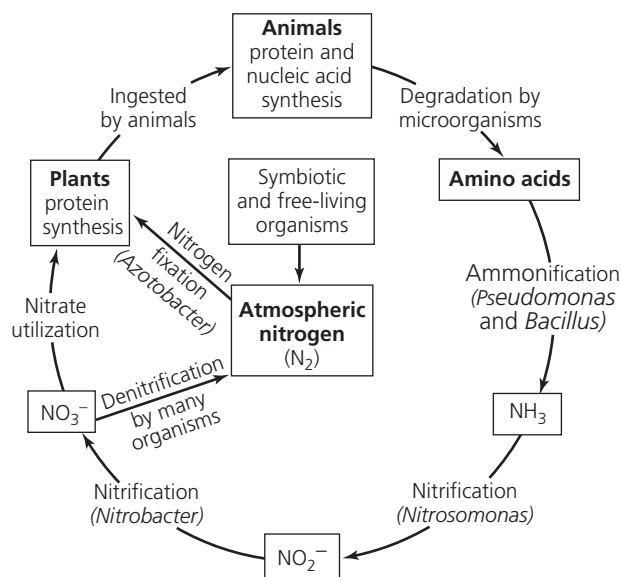 Animals
protein and
nucleic acid
synthesis
Ingested
by animals
Degradation by
microorganisms
Plants
protein
synthesis
Symbiotic
and free-living
organisms
Amino acids
Nitrogen
fixation
(Azotobacter)
Ammonification
(Pseudomonas
and Bacillus)
Nitrate
utilization
Atmospheric
nitrogen
(N₂)
Denitrification
by many
organisms
NO₃⁻
NH₃
Nitrification
(Nitrobacter)
Nitrification
(Nitrosomonas)
NO₂⁻